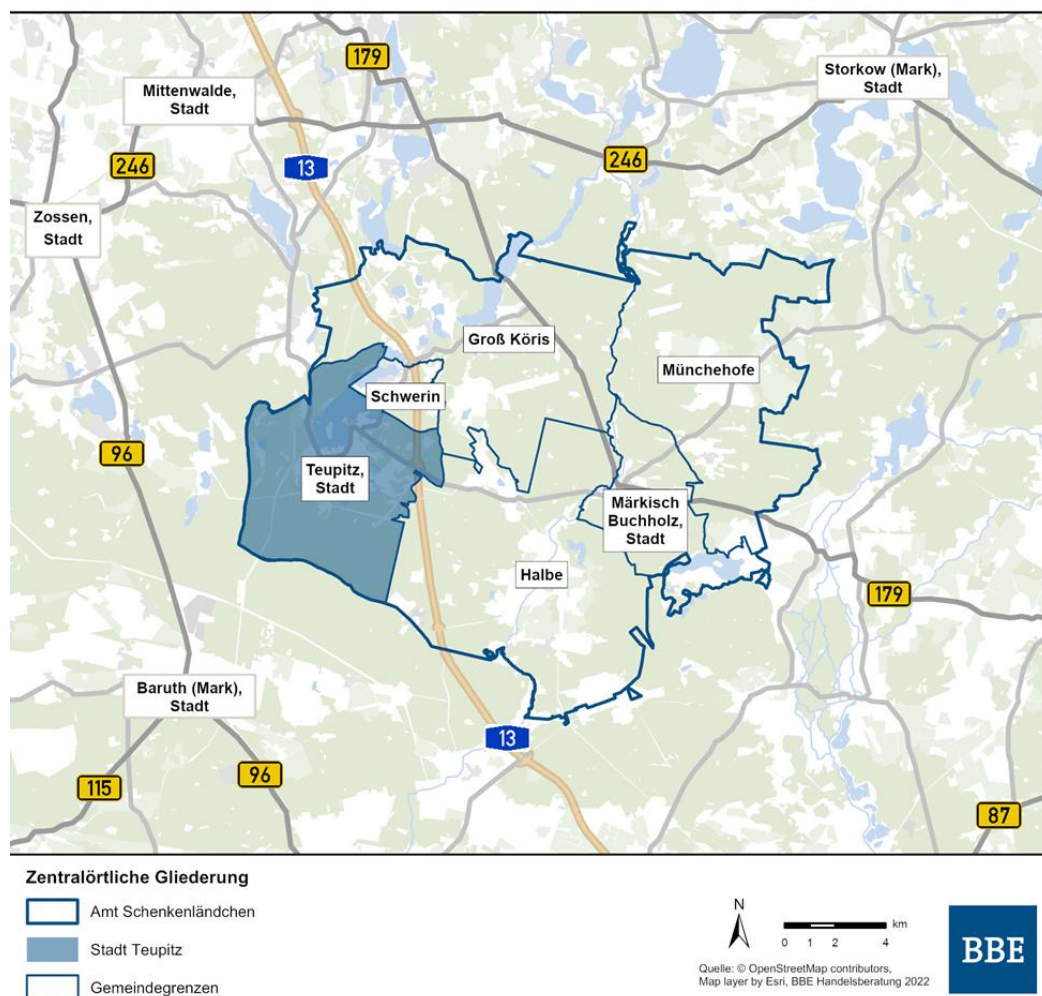 179
Storkow (Mark),
Stadt
Mittenwalde,
Stadt
246
13
246
Zossen,
Stadt
Groß Köris
Münchehofe
Schwerin
96
Teupitz,
Stadt
Märkisch
Buchholz,
Stadt
Halbe
179
Baruth (Mark),
Stadt
13
96
115
87
Zentralörtliche Gliederung
Amt Schenkenländchen
Stadt Teupitz
Gemeindegrenzen
N
km
0 1 2 4
Quelle: © OpenStreetMap contributors,
Map layer by Esri, BBE Handelsberatung 2022
BBE